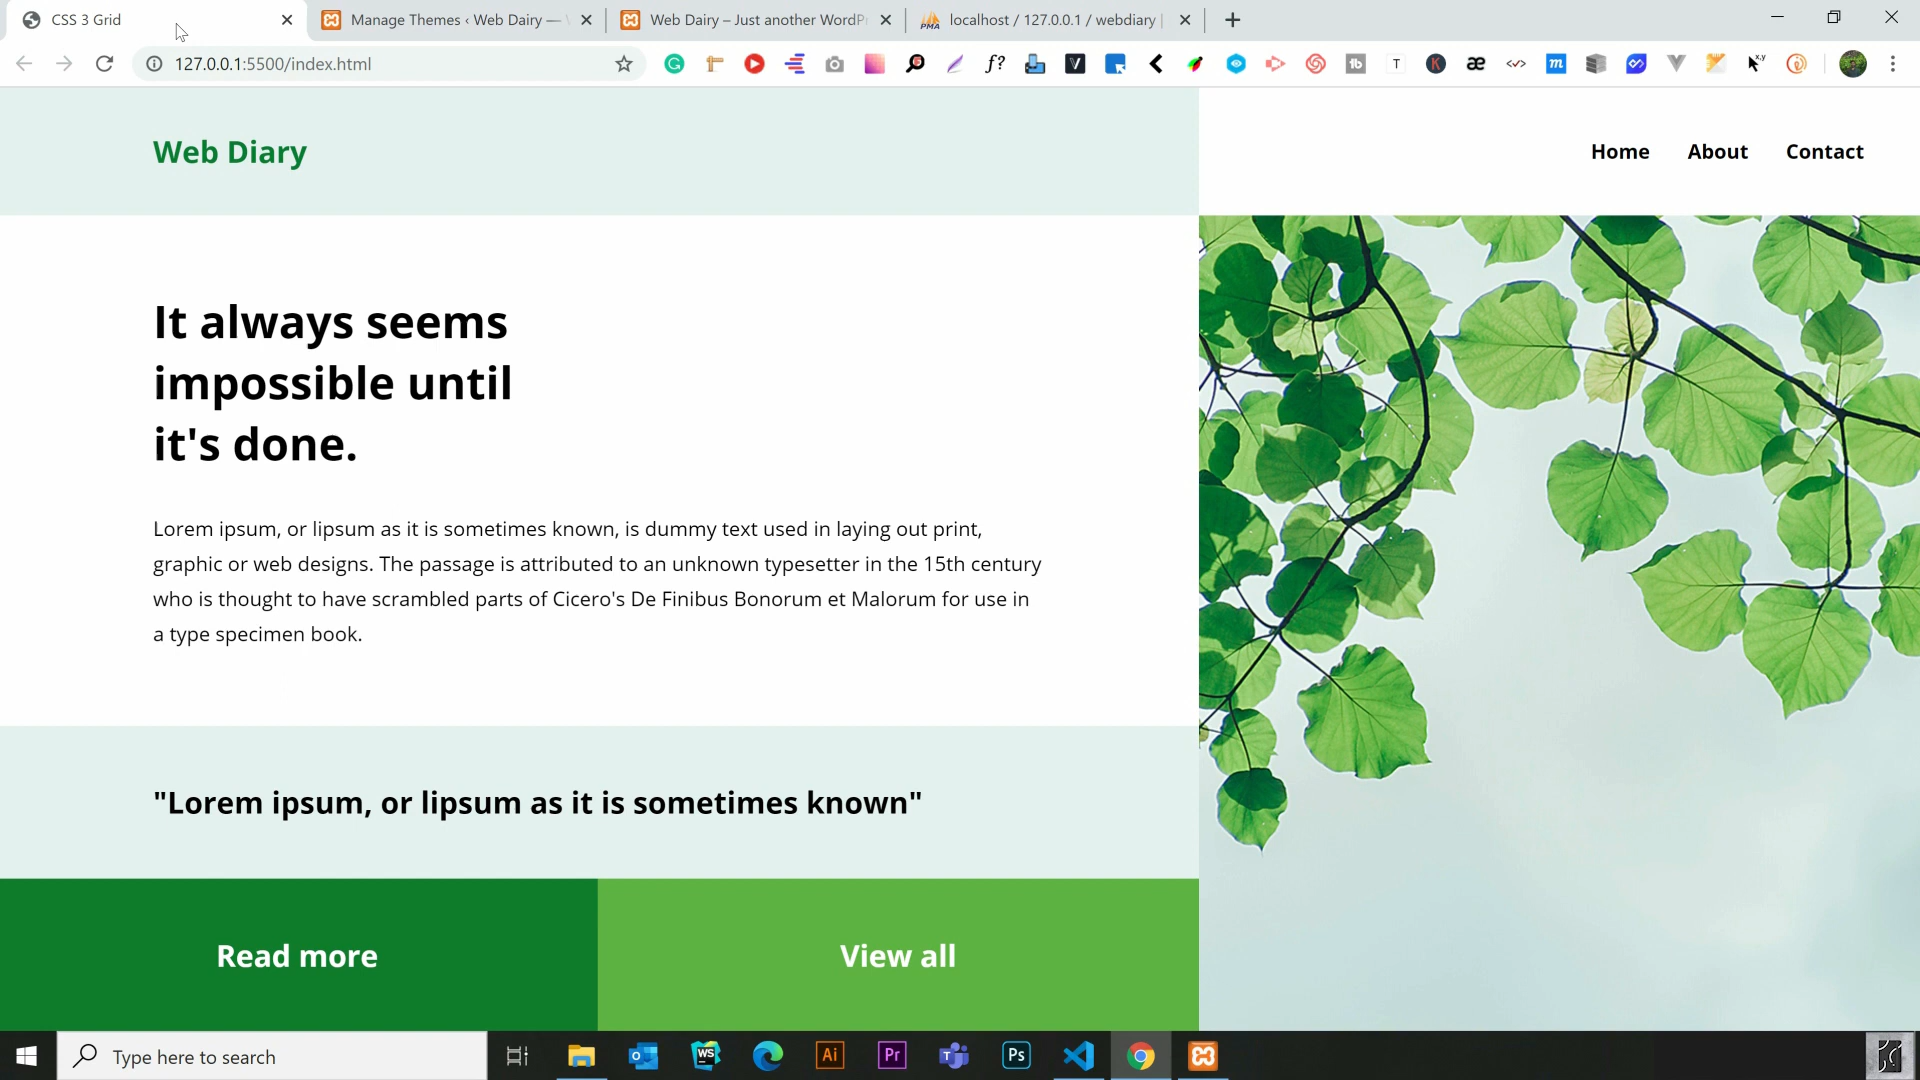 CSS 3 Grid
Manage Themes ‹ Web Dairy —
Web Dairy – Just another WordPr
localhost / 127.0.0.1 / webdiary |
127.0.0.1:5500/index.html
Web Diary
Home
About
Contact
It always seems
impossible until
it's done.
Lorem ipsum, or lipsum as it is sometimes known, is dummy text used in laying out print,
graphic or web designs. The passage is attributed to an unknown typesetter in the 15th century
who is thought to have scrambled parts of Cicero's De Finibus Bonorum et Malorum for use in
a type specimen book.
"Lorem ipsum, or lipsum as it is sometimes known"
Read more
View all
Type here to search